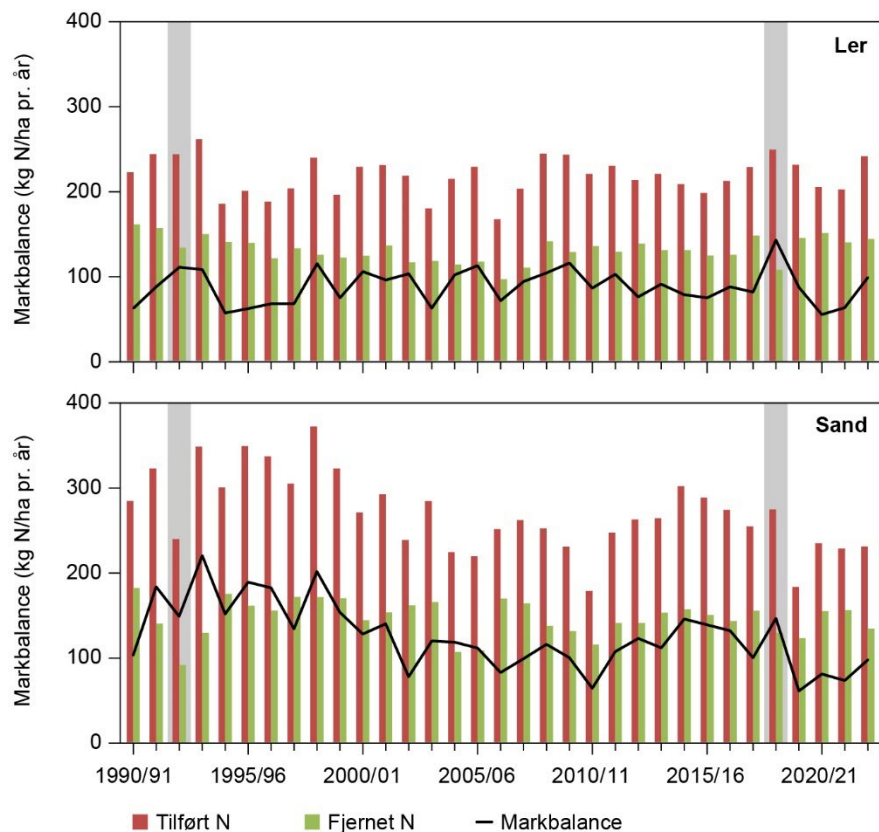 Markbalance (kg N/ha pr. år)
400
300
200
100
0
Ler
Markbalance (kg N/ha pr. år)
400
300
200
100
0
Sand
1990/91 1995/96 2000/01 2005/06 2010/11 2015/16 2020/21
Tilført N Fjernet N Markbalance